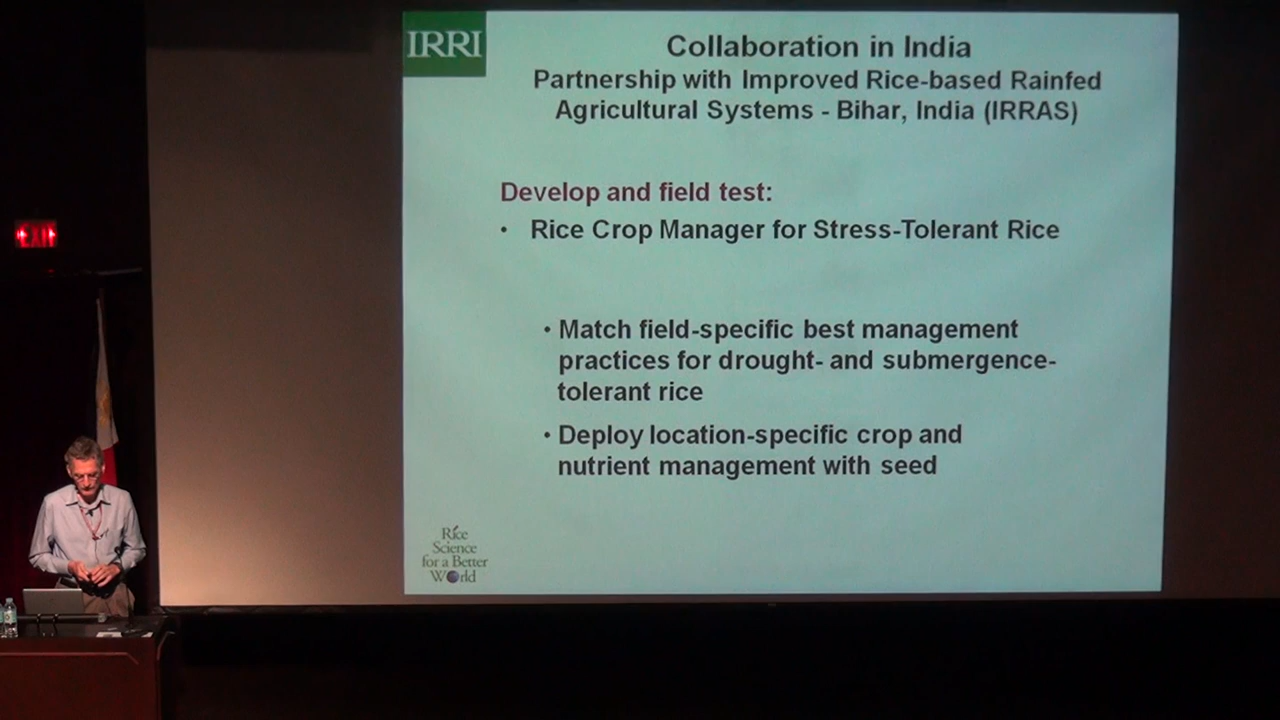 IRRI
Collaboration in India
Partnership with Improved Rice-based Rainfed
Agricultural Systems - Bihar, India (IRRAS)
Develop and field test:
• Rice Crop Manager for Stress-Tolerant Rice
EXIT
• Match field-specific best management
practices for drought- and submergence-
tolerant rice
• Deploy location-specific crop and
nutrient management with seed
Rice
Science
for a Better
World